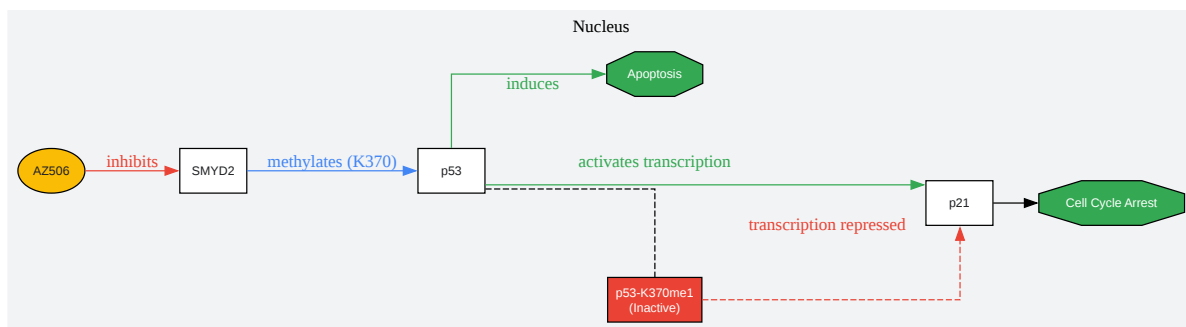 Nucleus
Apoptosis
induces
AZ506
inhibits
SMYD2
methylates (K370)
p53
activates transcription
p21
Cell Cycle Arrest
transcription repressed
p53-K370me1
(Inactive)